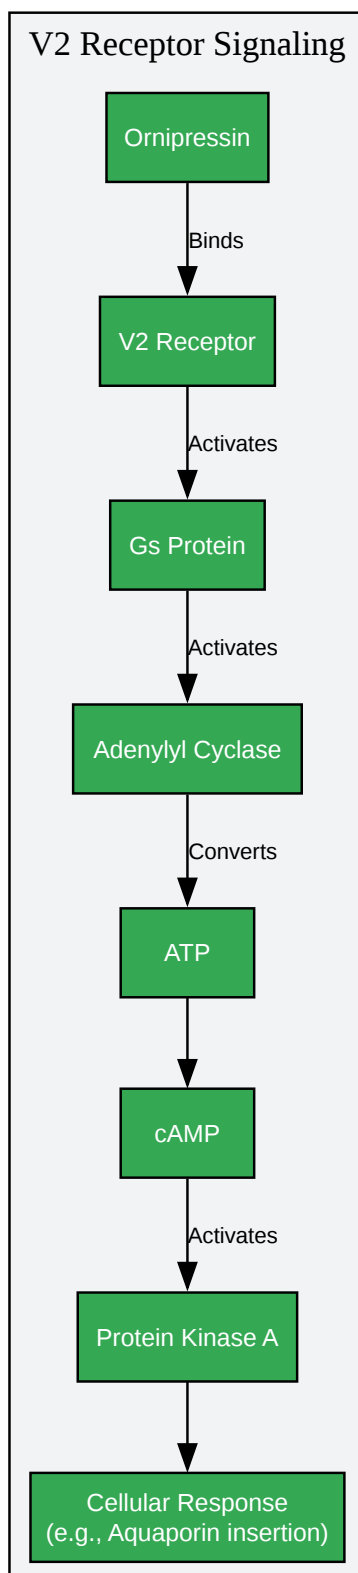 V2 Receptor Signaling
Ornipressin
Binds
V2 Receptor
Activates
Gs Protein
Activates
Adenylyl Cyclase
Converts
ATP
cAMP
Activates
Protein Kinase A
Cellular Response
(e.g., Aquaporin insertion)